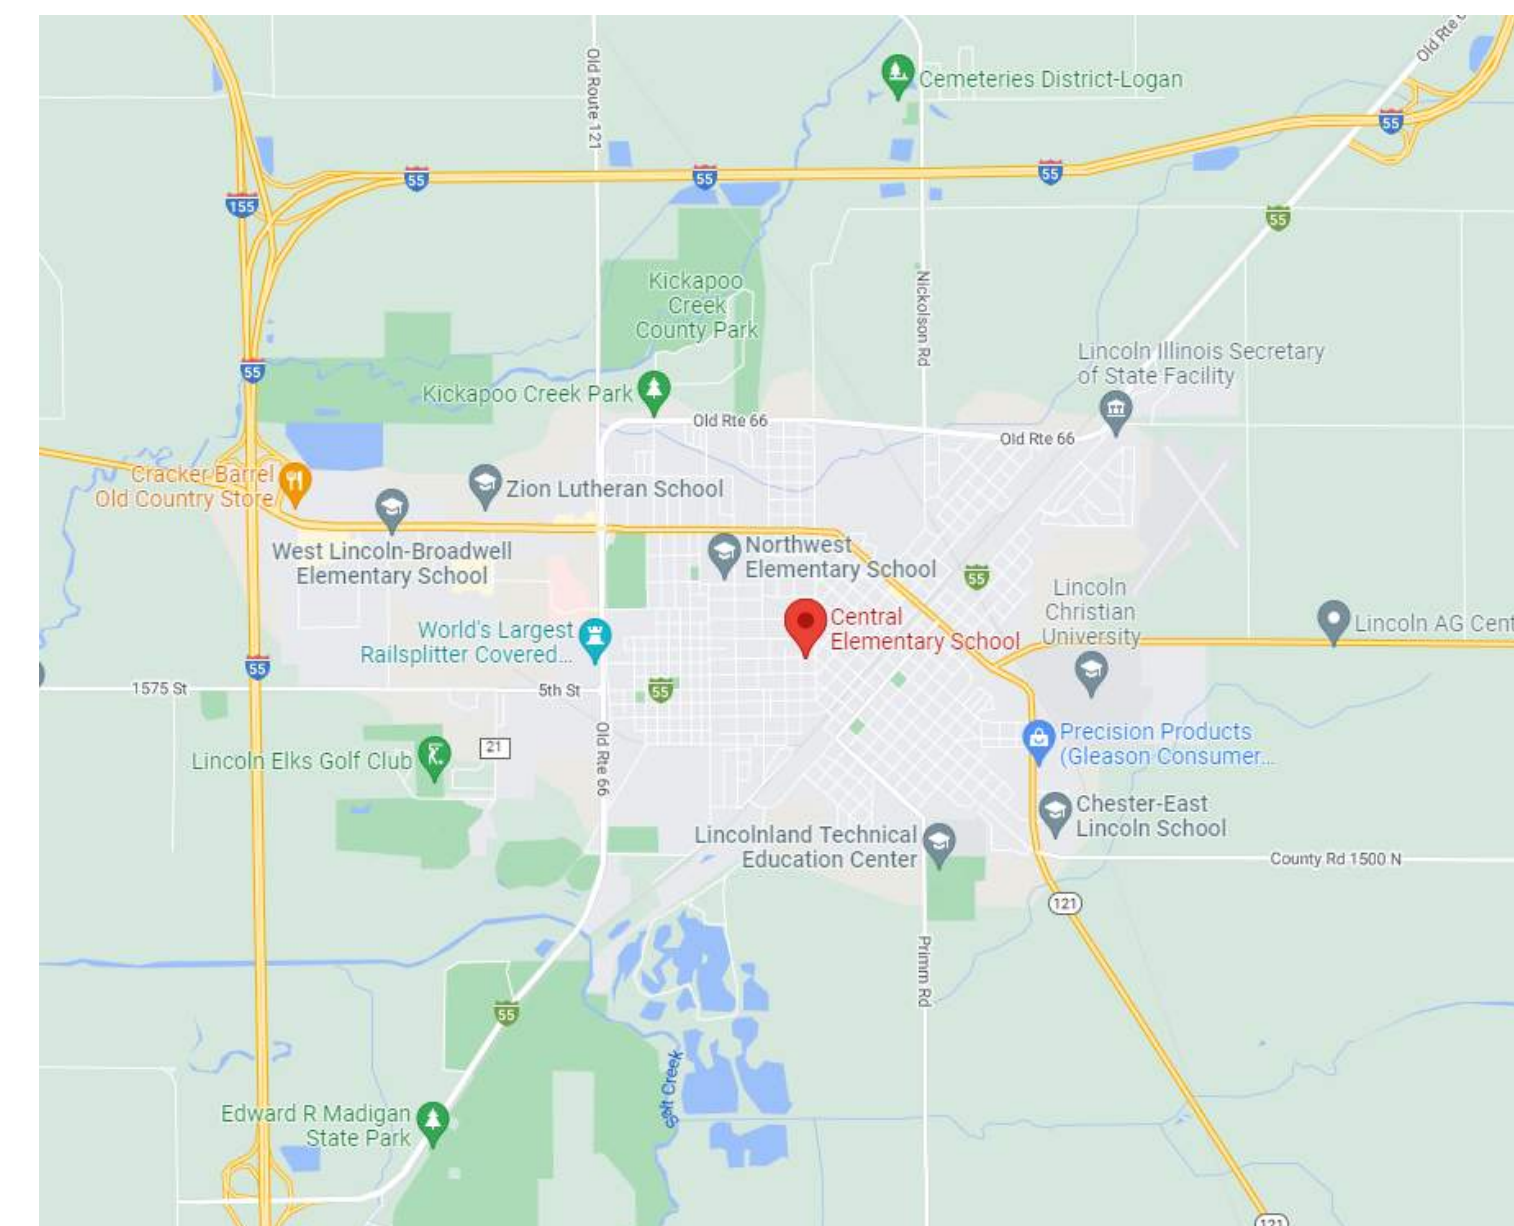 Old Rte 6
Old Route 121
Cemeteries District-Logan
55
55
55
55
155
55
Kickapoo
Creek
County Park
Nickolson Rd
Lincoln Illinois Secretary
of State Facility
55
Kickapoo Creek Park
Old Rte 66
Old Rte 66
Cracker Barrel
Old Country Store
Zion Lutheran School
West Lincoln-Broadwell
Elementary School
Northwest
Elementary School
55
Lincoln
Christian
University
Central
Elementary School
Lincoln AG Cent
World's Largest
Railsplitter Covered...
55
1575 St
5th St
55
Old Rte 66
21
Lincoln Elks Golf Club
Precision Products
(Gleason Consumer...
Chester-East
Lincoln School
Lincolnland Technical
Education Center
County Rd 1500 N
121
Primm Rd
55
Salt Creek
Edward R Madigan
State Park
121